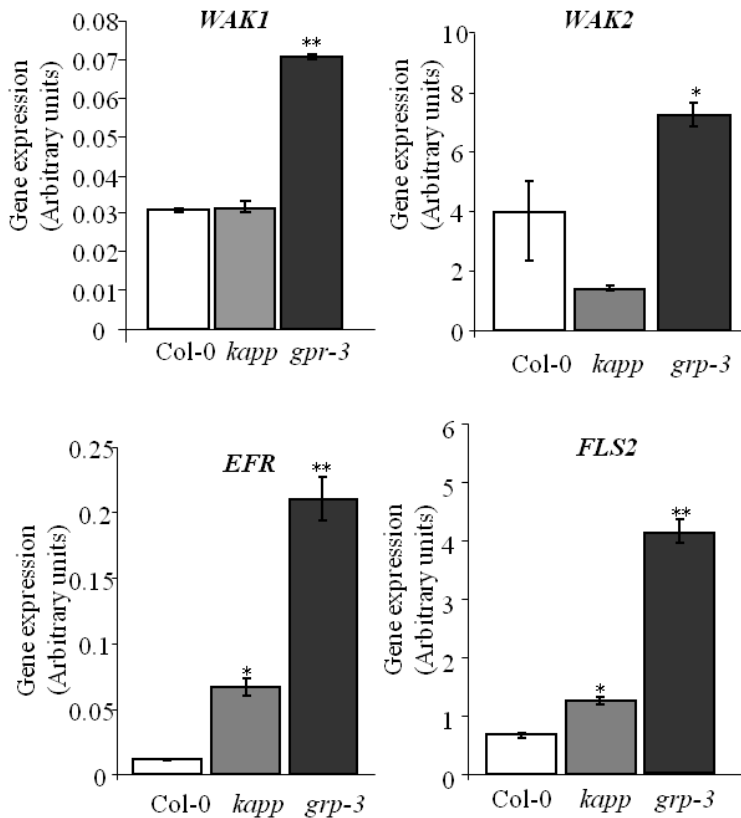 WAK1
Gene expression
(Arbitrary units)
0.08
0.07
0.06
0.05
0.04
0.03
0.02
0.01
0
**
Col-0 kapp gpr-3
WAK2
Gene expression
(Arbitrary units)
10
8
6
4
2
0
*
Col-0 kapp grp-3
EFR
Gene expression
(Arbitrary units)
0.25
0.2
0.15
0.1
0.05
0
*
**
Col-0 kapp grp-3
FLS2
Gene expression
(Arbitrary units)
6
5
4
3
2
1
0
*
**
Col-0 kapp grp-3